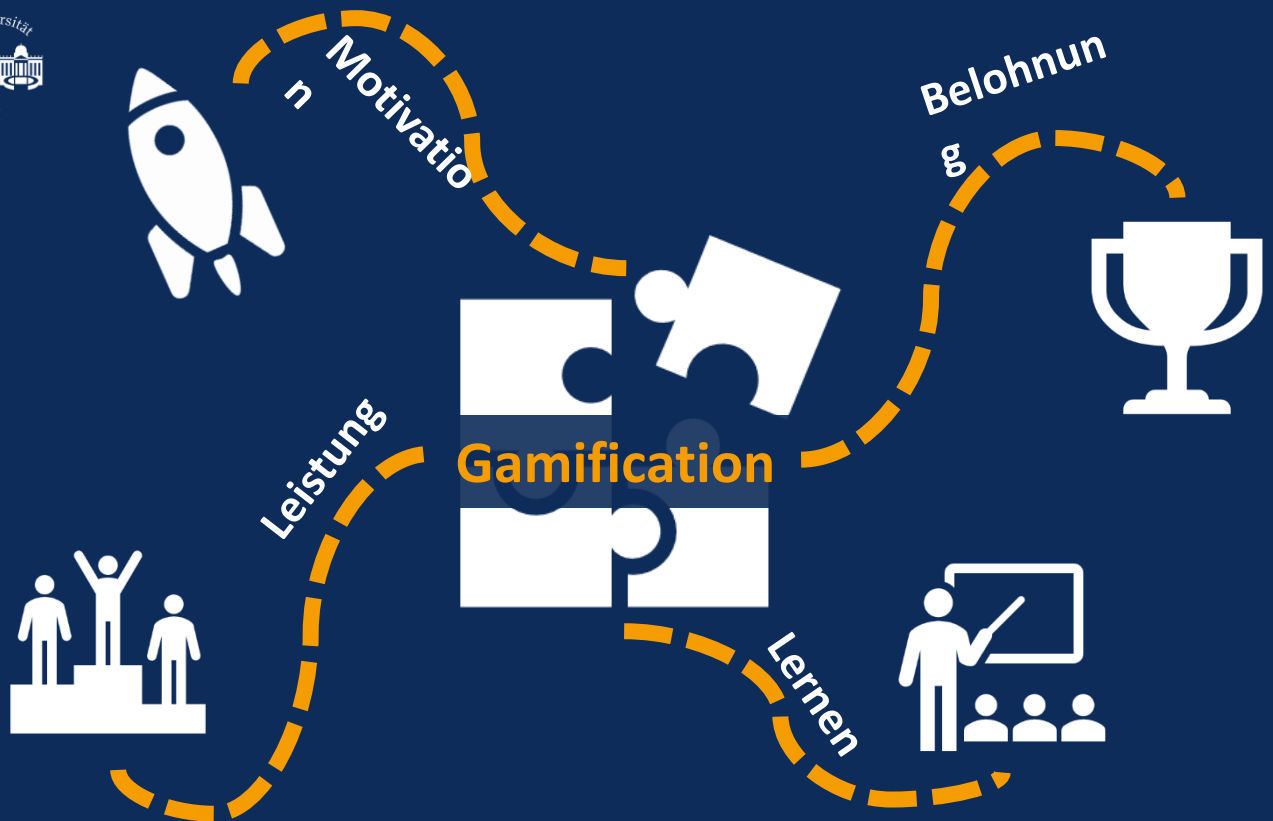 Motivatio
n
Belohnun
g
Leistung
Gamification
Lernen